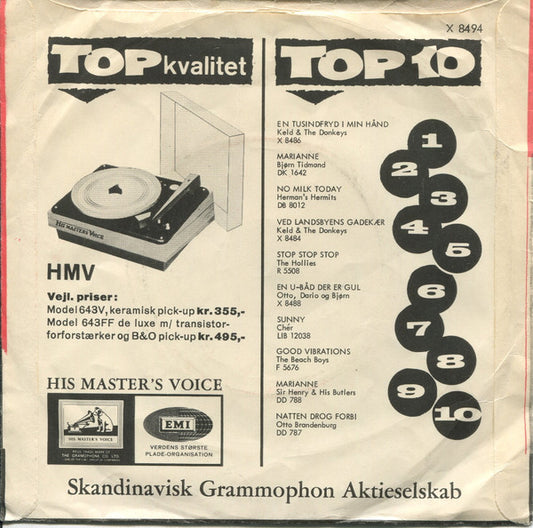 X 8494
TOP kvalitet
HIS MASTERS VOICE
HMV
Vejl. priser:
Model 643V, keramisk pick-up kr. 355,-
Model 643FF de luxe m/ transistor-
forforstærker og B&O pick-up kr. 495,-
HIS MASTER'S VOICE
"HIS MASTER'S VOICE"
THE GRAMOPHONE CO. LTD.
EMI
VERDENS STØRSTE
PLADE-ORGANISATION
TOP 10
EN TUSINDFRYD I MIN HÅND
Keld & The Donkeys
X 8486
MARIANNE
Bjørn Tidmand
DK 1642
NO MILK TODAY
Herman's Hermits
DB 8012
VED LANDSBYENS GADEKÆR
Keld & The Donkeys
X 8484
STOP STOP STOP
The Hollies
R 5508
EN U-BÅD DER ER GUL
Otto, Dario og Bjørn
X 8488
SUNNY
Chér
LIB 12038
GOOD VIBRATIONS
The Beach Boys
F 5676
MARIANNE
Sir Henry & His Butlers
DD 788
NATTEN DROG FORBI
Otto Brandenburg
DD 787
1
2
3
4
5
6
7
8
9
10
Skandinavisk Grammophon Aktieselskab